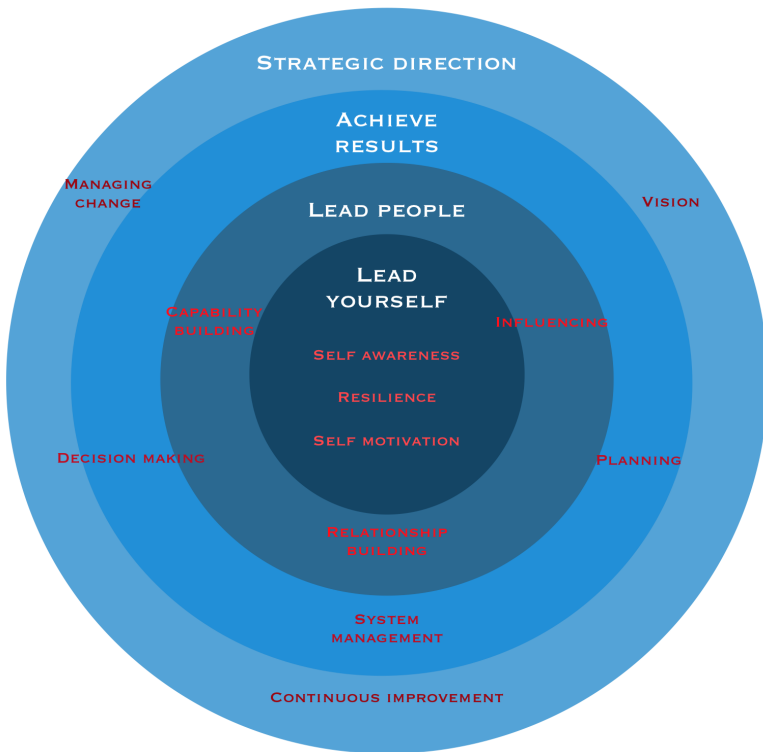 Strategic direction
Achieve
results
Managing
change
Vision
Lead people
Lead
yourself
Capability
building
Influencing
Self awareness
Resilience
Self motivation
Decision making
Planning
Relationship
building
System
management
Continuous improvement